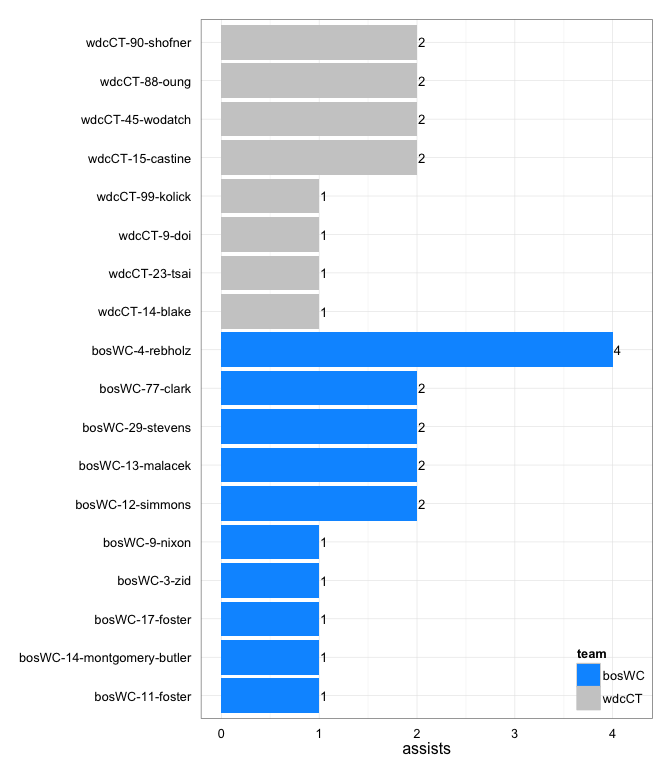 wdcCT-90-shofner 2
wdcCT-88-oung 2
wdcCT-45-wodatch 2
wdcCT-15-castine 2
wdcCT-99-kolick 1
wdcCT-9-doi 1
wdcCT-23-tsai 1
wdcCT-14-blake 1
bosWC-4-rebholz 4
bosWC-77-clark 2
bosWC-29-stevens 2
bosWC-13-malacek 2
bosWC-12-simmons 2
bosWC-9-nixon 1
bosWC-3-zid 1
bosWC-17-foster 1
bosWC-14-montgomery-butler 1
bosWC-11-foster 1
team
bosWC
wdcCT
0 1 2 3 4
assists